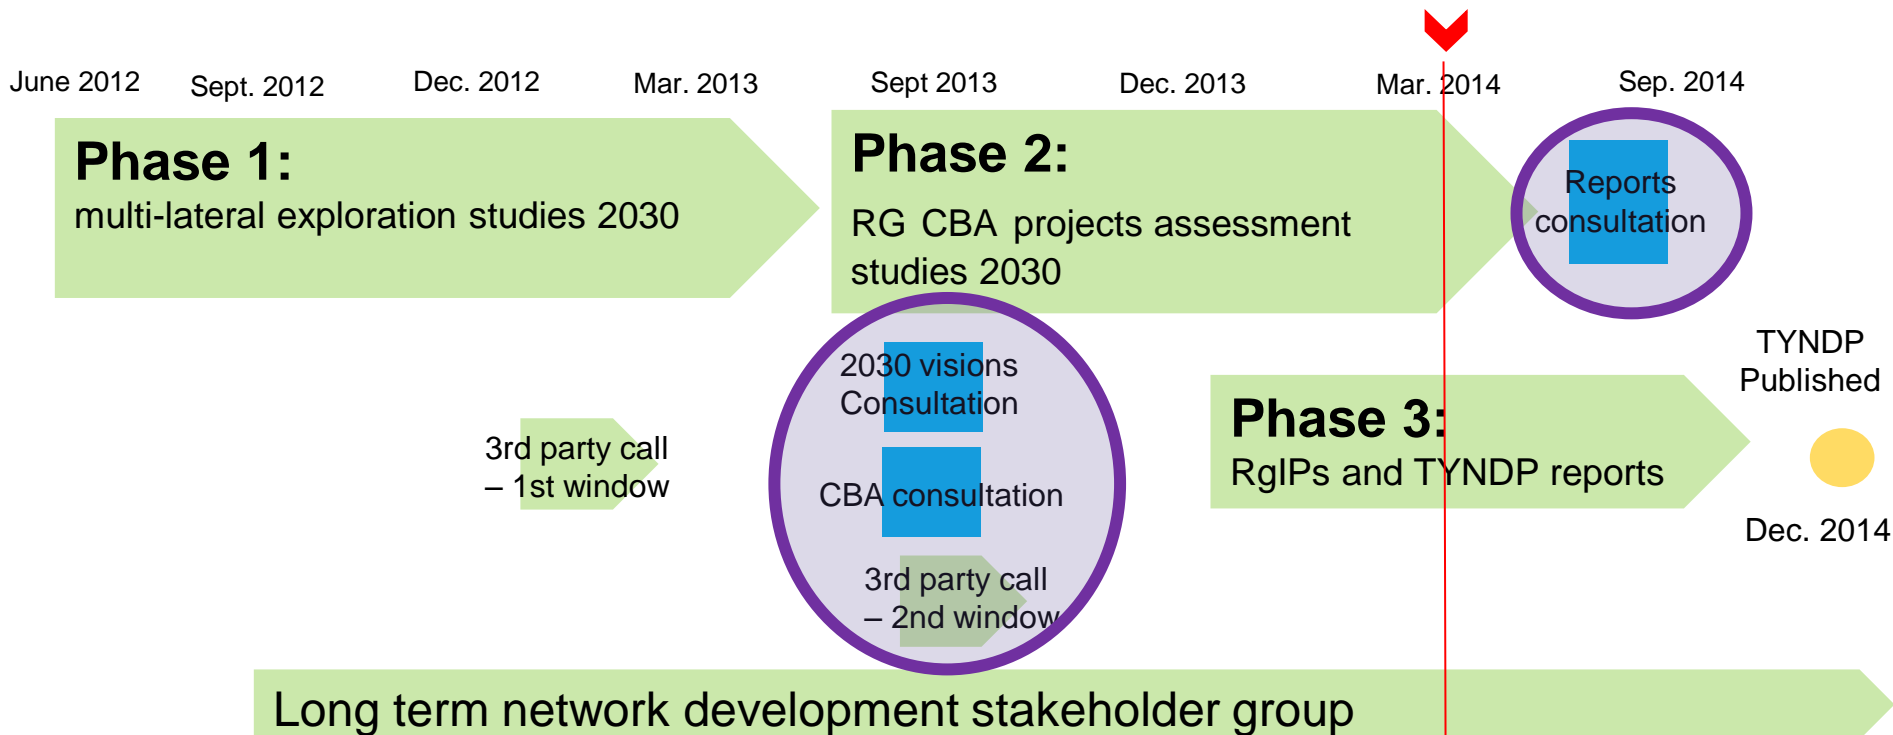 June 2012
Sept. 2012
Dec. 2012
Mar. 2013
Sept 2013
Dec. 2013
Mar. 2014
Sep. 2014
Phase 1:
multi-lateral exploration studies 2030
Phase 2:
RG CBA projects assessment
studies 2030
Reports
consultation
2030 visions
Consultation
CBA consultation
3rd party call
– 2nd window
3rd party call
– 1st window
Phase 3:
RgIPs and TYNDP reports
TYNDP
Published
Dec. 2014
Long term network development stakeholder group